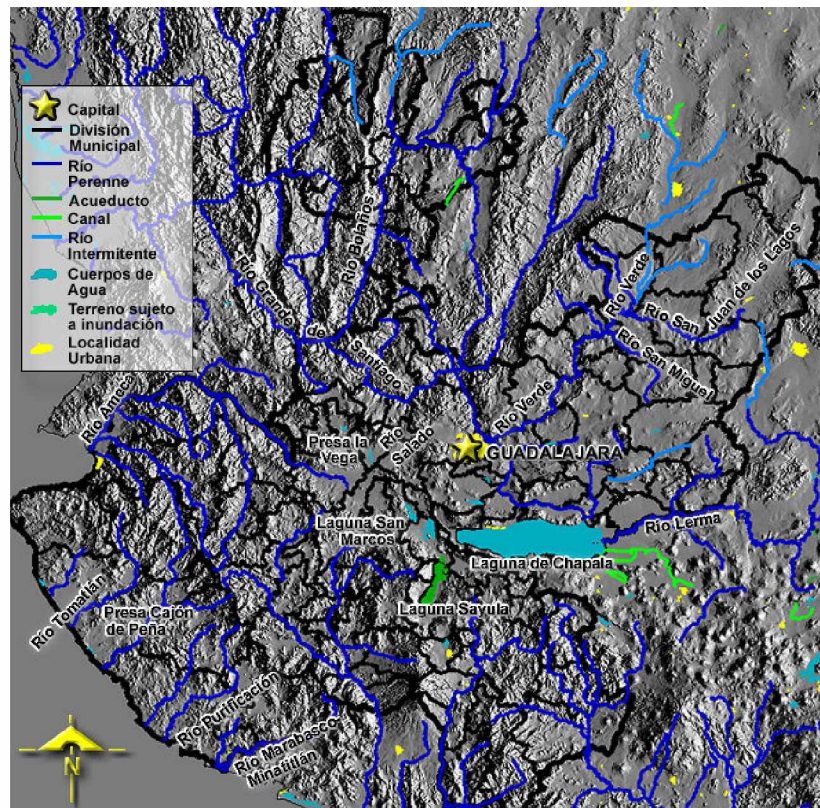 Capital
División
Municipal
Río
Perenne
Acueducto
Canal
Río
Intermitente
Cuerpos de
Agua
Terreno sujeto
a inundación
Localidad
Urbana
Río Bolaños
Río Grande de Santiago
Río Verde
Río San Juan de los Lagos
Río San Miguel
Río Verde
Río Ameca
Presa la
Vega
Río
Salado
GUADALAJARA
Laguna San
Marcos
Río Lerma
Laguna de Chapala
Laguna Sayula
Río Tomatlán
Presa Cajón
de Peña
Río Purificación
Río Marabasco-
Minatitlán
N